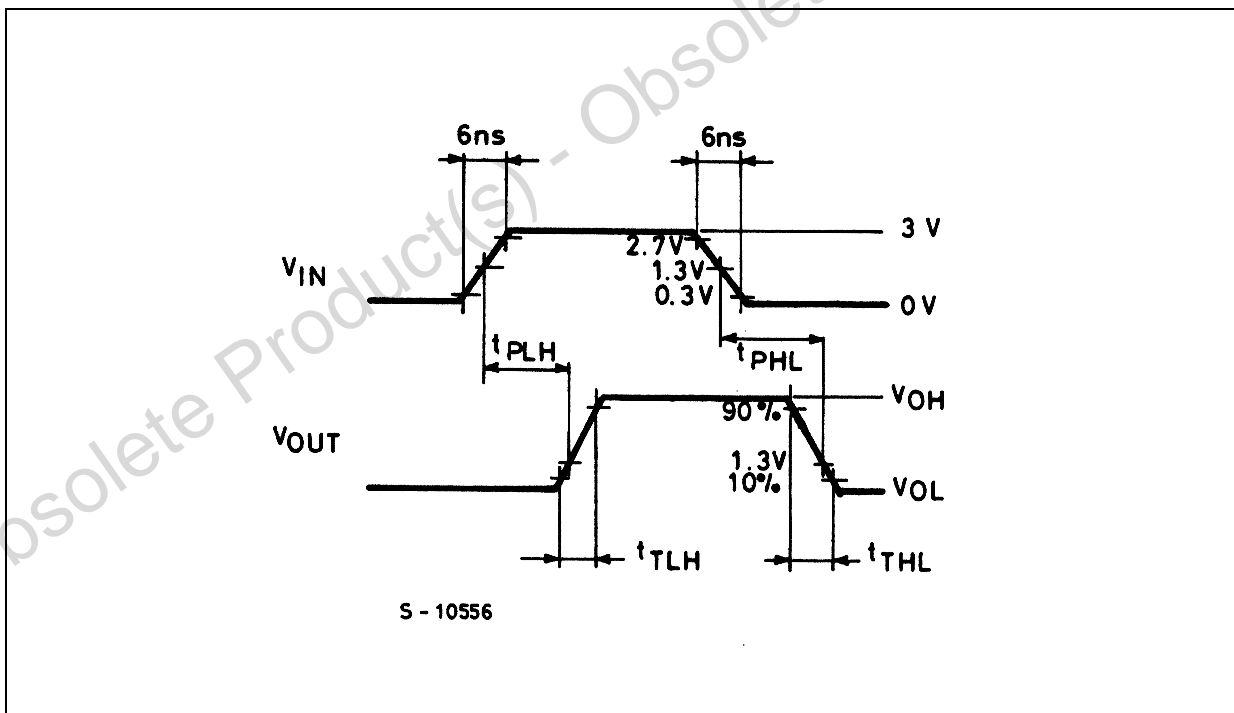 Obsolete Product(s) - Obsolete
6ns
6ns
3 V
2.7V
1.3V
0.3V
VIN
0V
tPLH
tPHL
VOH
90%
VOUT
1.3V
10%
VOL
tTLH
tTHL
S - 10556